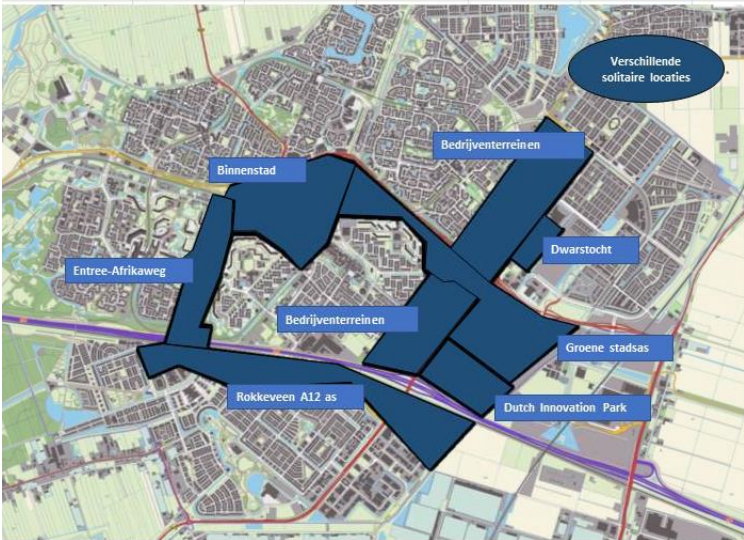 Verschillende
solitaire locaties
Bedrijventerreinen
Binnenstad
Dwarstocht
Entree-Afrikaweg
Bedrijventerreinen
Groene stadsas
Rokkeveen A12 as
Dutch Innovation Park